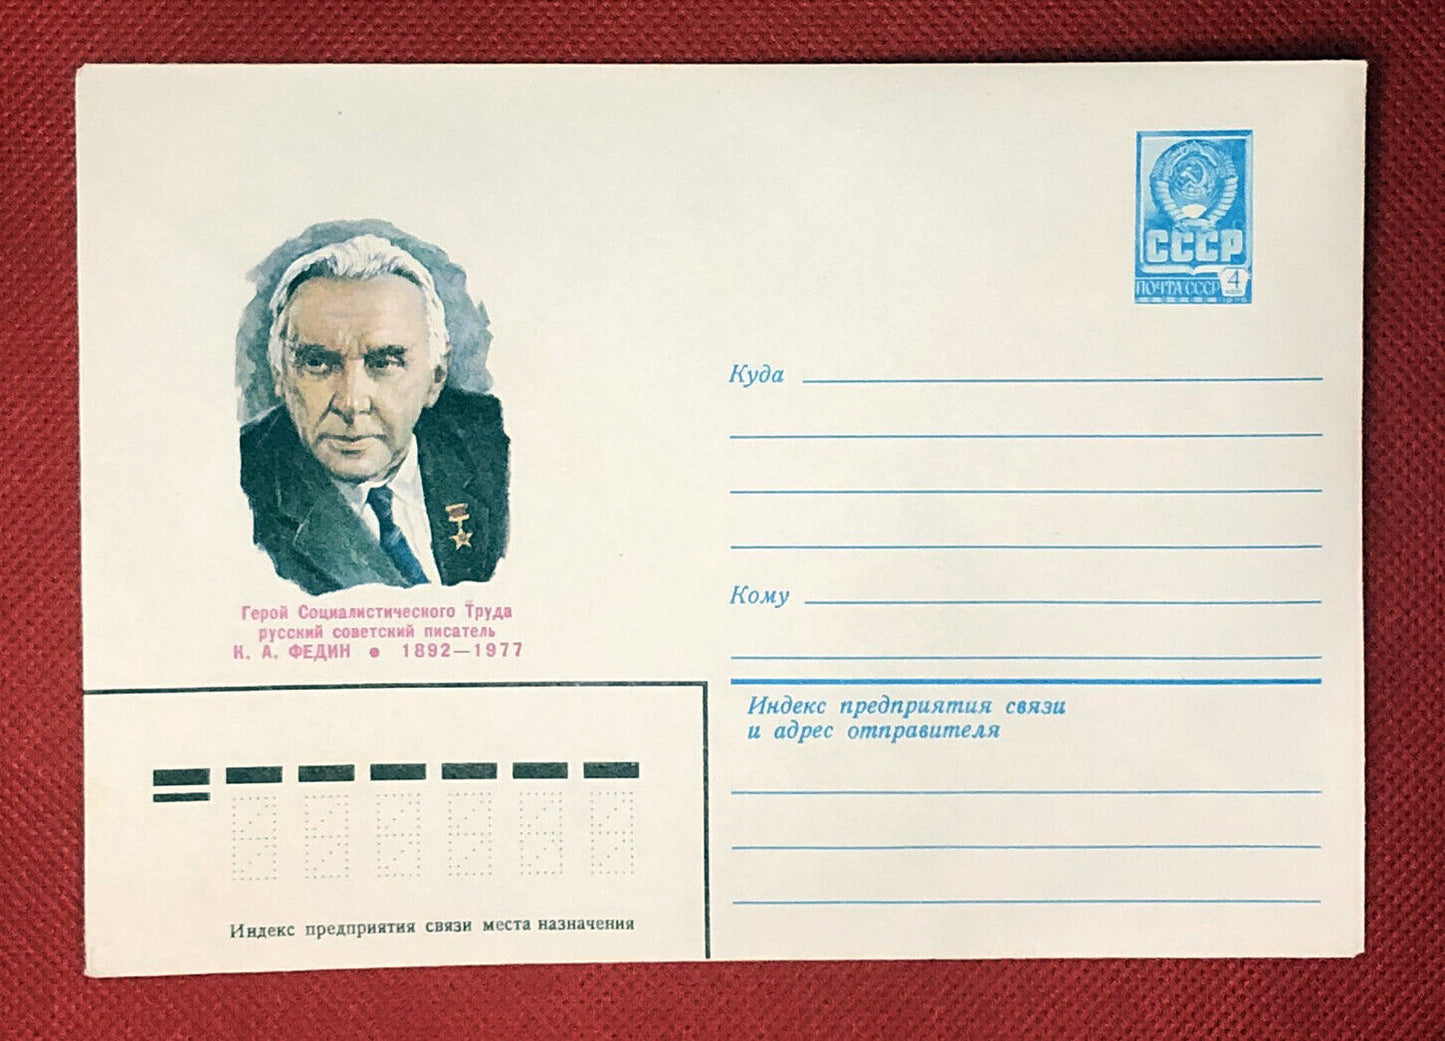 СССР
ПОЧТА СССР 4
Куда
Кому
Герой Социалистического Труда
русский советский писатель
К. А. ФЕДИН • 1892—1977
Индекс предприятия связи
и адрес отправителя
Индекс предприятия связи места назначения